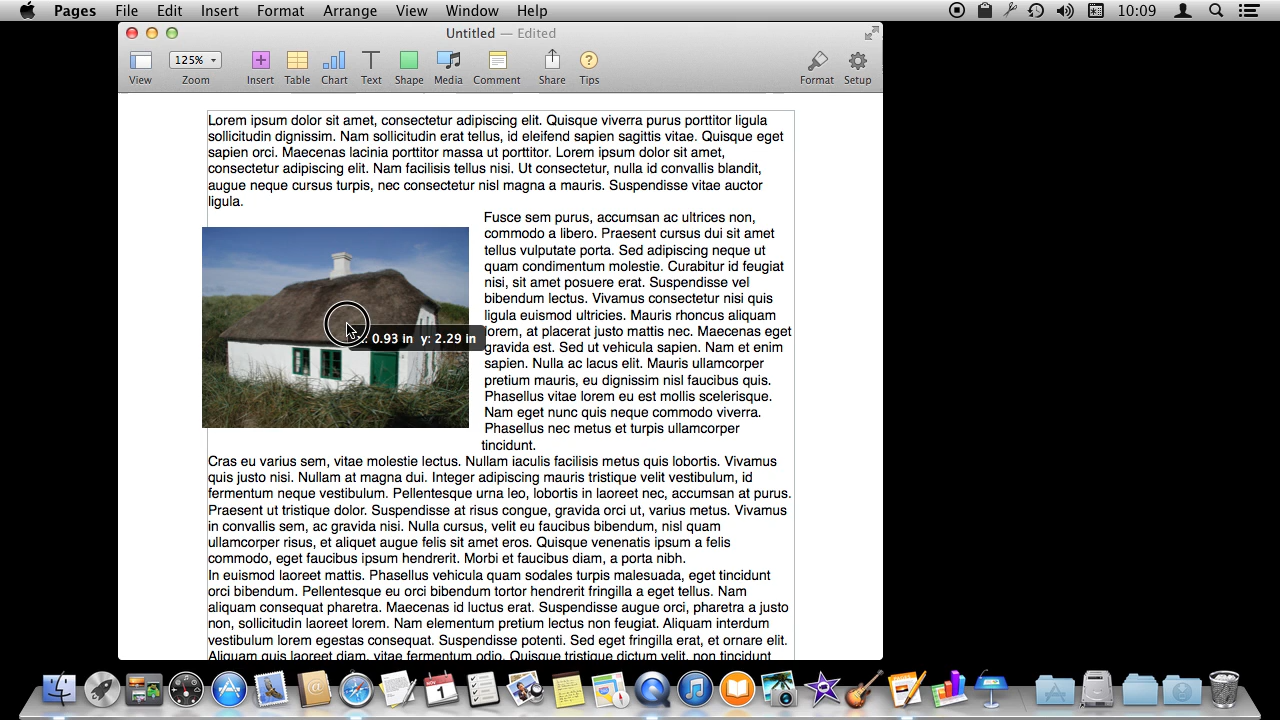 Pages File Edit Insert Format Arrange View Window Help 10:09
Untitled — Edited
125%
View Zoom Insert Table Chart Text Shape Media Comment Share Tips Format Setup
Lorem ipsum dolor sit amet, consectetur adipiscing elit. Quisque viverra purus porttitor ligula
sollicitudin dignissim. Nam sollicitudin erat tellus, id eleifend sapien sagittis vitae. Quisque eget
sapien orci. Maecenas lacinia porttitor massa ut porttitor. Lorem ipsum dolor sit amet,
consectetur adipiscing elit. Nam facilisis tellus nisi. Ut consectetur, nulla id convallis blandit,
augue neque cursus turpis, nec consectetur nisl magna a mauris. Suspendisse vitae auctor
ligula.
Fusce sem purus, accumsan ac ultrices non,
commodo a libero. Praesent cursus dui sit amet
tellus vulputate porta. Sed adipiscing neque ut
quam condimentum molestie. Curabitur id feugiat
nisi, sit amet posuere erat. Suspendisse vel
bibendum lectus. Vivamus consectetur nisi quis
ligula euismod ultricies. Mauris rhoncus aliquam
lorem, at placerat justo mattis nec. Maecenas eget
gravida est. Sed ut vehicula sapien. Nam et enim
sapien. Nulla ac lacus elit. Mauris ullamcorper
pretium mauris, eu dignissim nisl faucibus quis.
Phasellus vitae lorem eu est mollis scelerisque.
Nam eget nunc quis neque commodo viverra.
Phasellus nec metus et turpis ullamcorper
tincidunt.
0.93 in y: 2.29 in
Cras eu varius sem, vitae molestie lectus. Nullam iaculis facilisis metus quis lobortis. Vivamus
quis justo nisi. Nullam at magna dui. Integer adipiscing mauris tristique velit vestibulum, id
fermentum neque vestibulum. Pellentesque urna leo, lobortis in laoreet nec, accumsan at purus.
Praesent ut tristique dolor. Suspendisse at risus congue, gravida orci ut, varius metus. Vivamus
in convallis sem, ac gravida nisi. Nulla cursus, velit eu faucibus bibendum, nisl quam
ullamcorper risus, et aliquet augue felis sit amet eros. Quisque venenatis ipsum a felis
commodo, eget faucibus ipsum hendrerit. Morbi et faucibus diam, a porta nibh.
In euismod laoreet mattis. Phasellus vehicula quam sodales turpis malesuada, eget tincidunt
orci bibendum. Pellentesque eu orci bibendum tortor hendrerit fringilla a eget tellus. Nam
aliquam consequat pharetra. Maecenas id luctus erat. Suspendisse augue orci, pharetra a justo
non, sollicitudin laoreet lorem. Nam elementum pretium lectus non feugiat. Aliquam interdum
vestibulum lorem egestas consequat. Suspendisse potenti. Sed eget fringilla erat, et ornare elit.
Aliquam quis laoreet diam, vitae fermentum odio. Quisque tristique dictum velit, non tincidunt